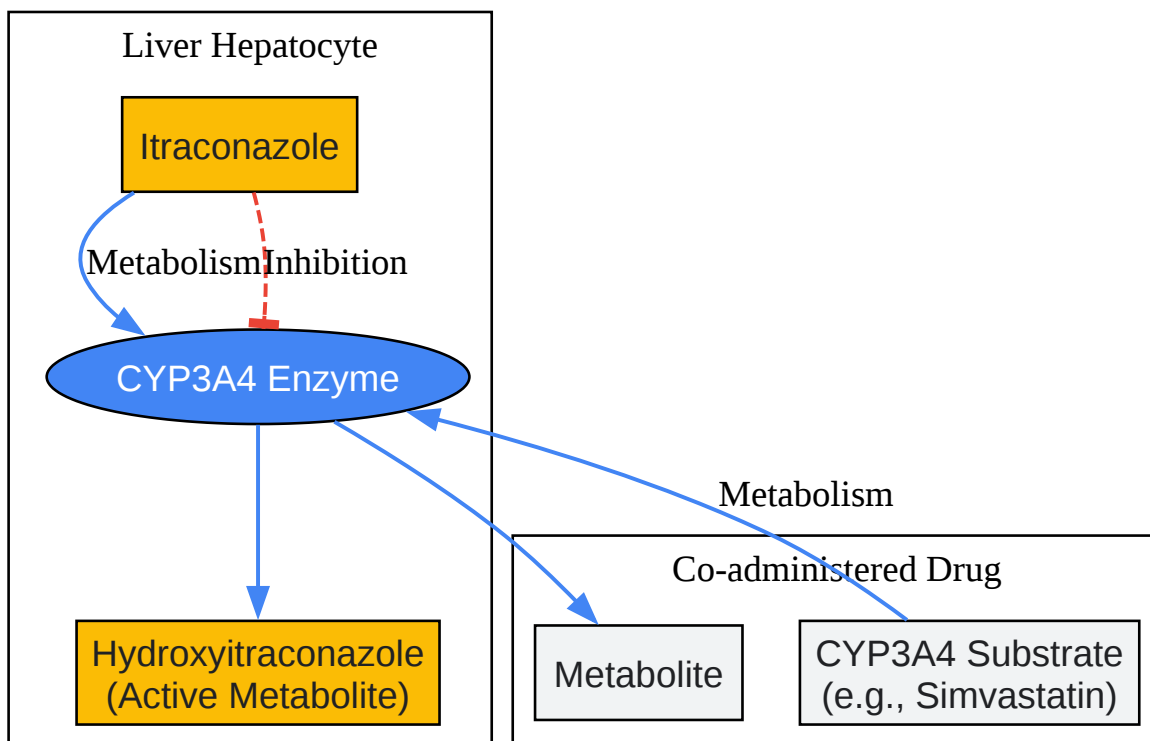 Liver Hepatocyte
Itraconazole
Metabolism
Inhibition
CYP3A4 Enzyme
Metabolism
Co-administered Drug
Hydroxyitraconazole
(Active Metabolite)
Metabolite
CYP3A4 Substrate
(e.g., Simvastatin)